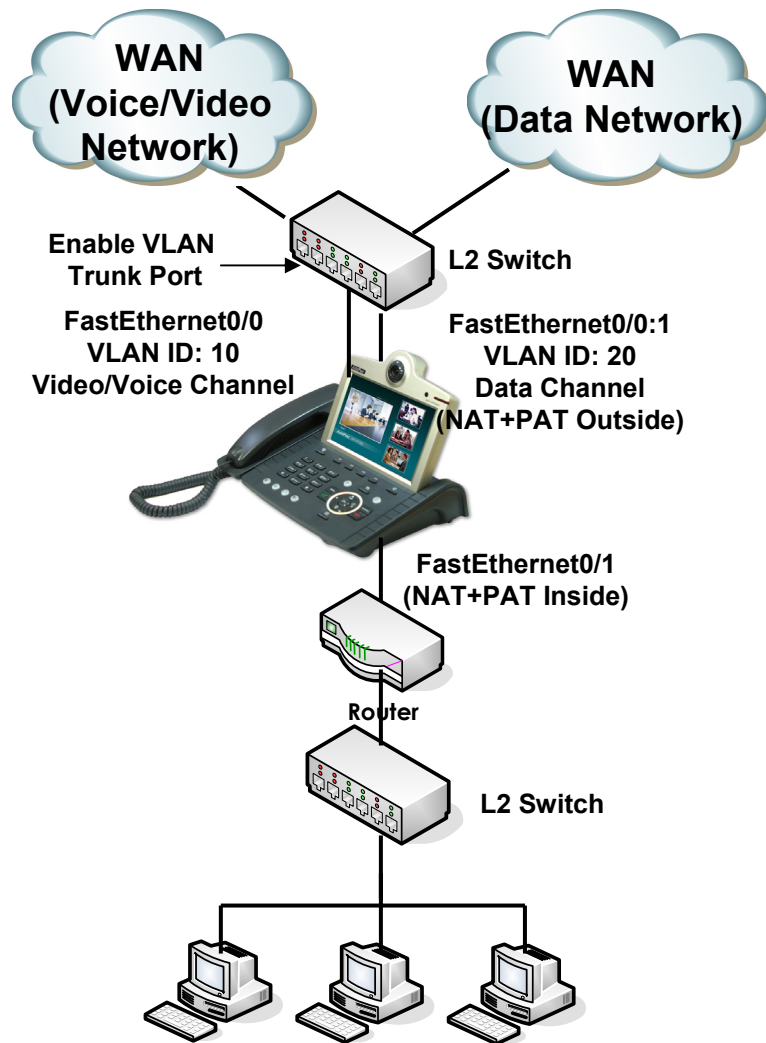 WAN
(Voice/Video
Network)
WAN
(Data Network)
Enable VLAN
Trunk Port
L2 Switch
FastEthernet0/0
VLAN ID: 10
Video/Voice Channel
FastEthernet0/0:1
VLAN ID: 20
Data Channel
(NAT+PAT Outside)
FastEthernet0/1
(NAT+PAT Inside)
Router
L2 Switch